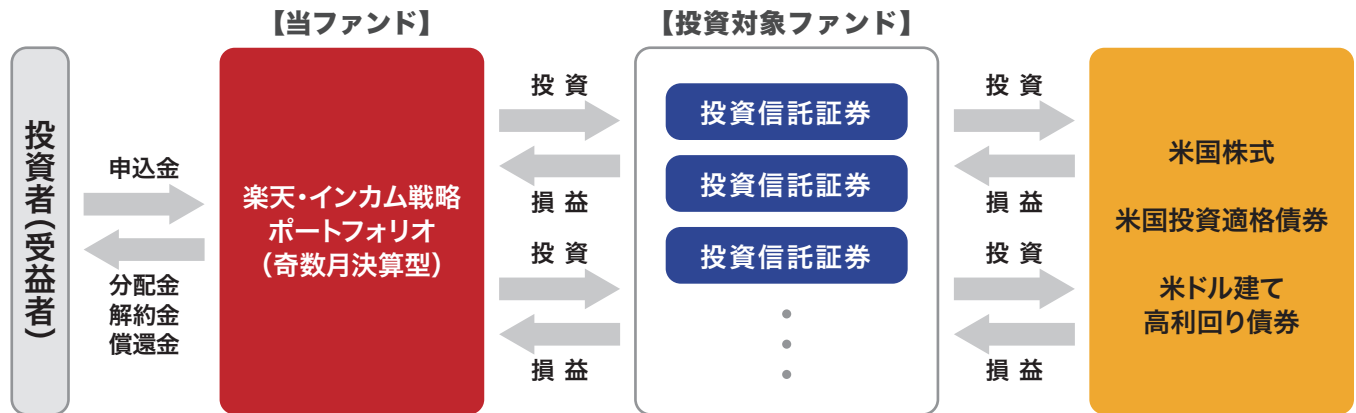 【当ファンド】
【投資対象ファンド】
投資者(受益者)
申込金
分配金
解約金
償還金
楽天・インカム戦略
ポートフォリオ
(奇数月決算型)
投資
損益
投資
損益
投資信託証券
投資信託証券
投資信託証券
投資
損益
投資
損益
米国株式
米国投資適格債券
米ドル建て
高利回り債券